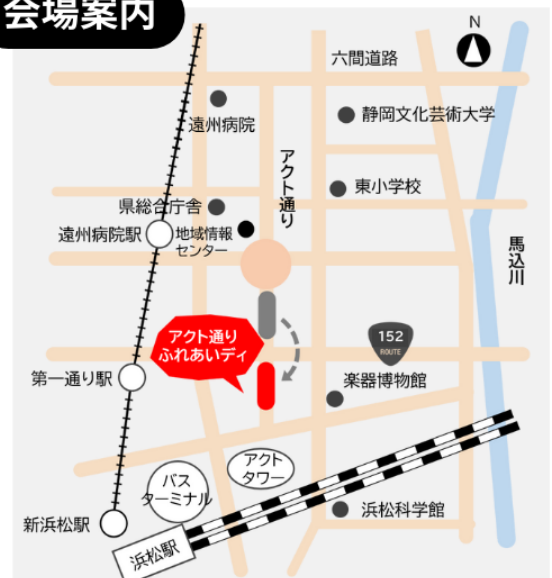 会場案内
N
六間道路
遠州病院
静岡文化芸術大学
アクト通り
東小学校
県総合庁舎
遠州病院駅
地域情報
センター
馬込川
アクト通り
ふれあいディ
152
ROUTE
第一通り駅
楽器博物館
アクト
タワー
バス
ターミナル
新浜松駅
浜松科学館
浜松駅